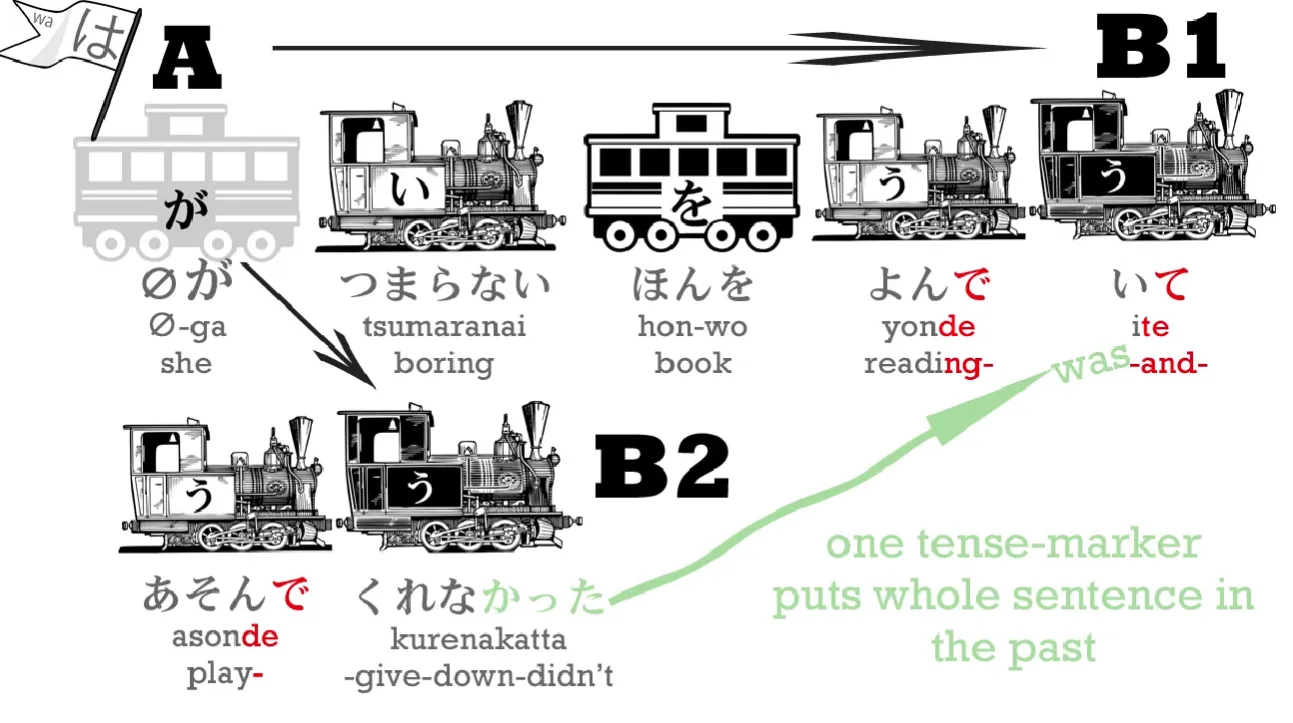 wa は
A
B1
が
い
を
う
う
∅が つまらない ほんを よんで いて
∅-ga tsumaranai hon-wo yonde ite
she boring book reading- was -and-
う
う
B2
one tense-marker
puts whole sentence in
the past
あそんで くれなかった
asonde kurenakatta
play- -give-down-didn't